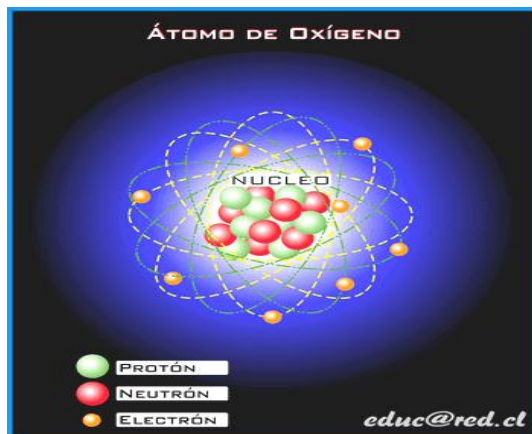 Átomo de Oxígeno
NUCLEO
Protón
Neutrón
Electrón
educ@red.cl